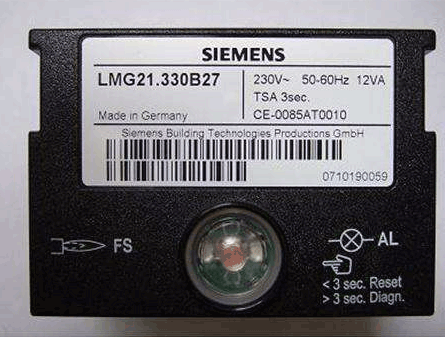 SIEMENS
LMG21.330B27
230V~ 50-60Hz 12VA
TSA 3sec.
Made in Germany
CE-0085AT0010
Siemens Building Technologies Productions GmbH
0710190059
FS
AL
< 3 sec. Reset
> 3 sec. Diagn.